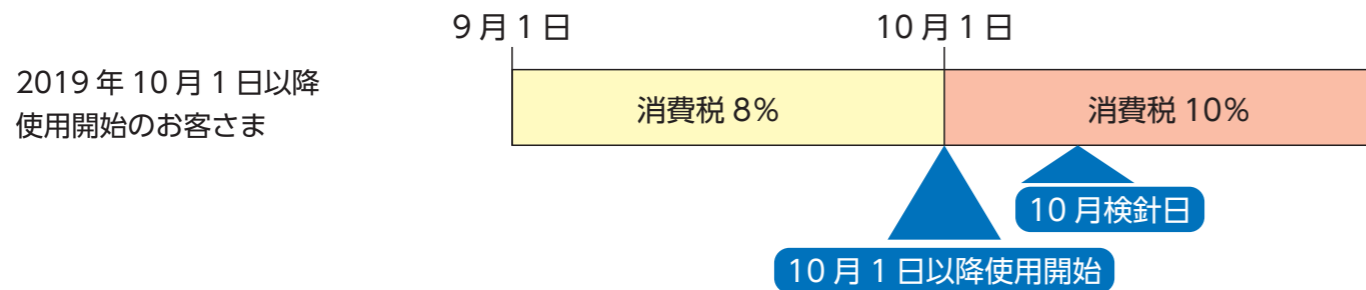 9月1日
10月1日
2019年10月1日以降
使用開始のお客さま
消費税 8%
消費税 10%
10月検針日
10月1日以降使用開始